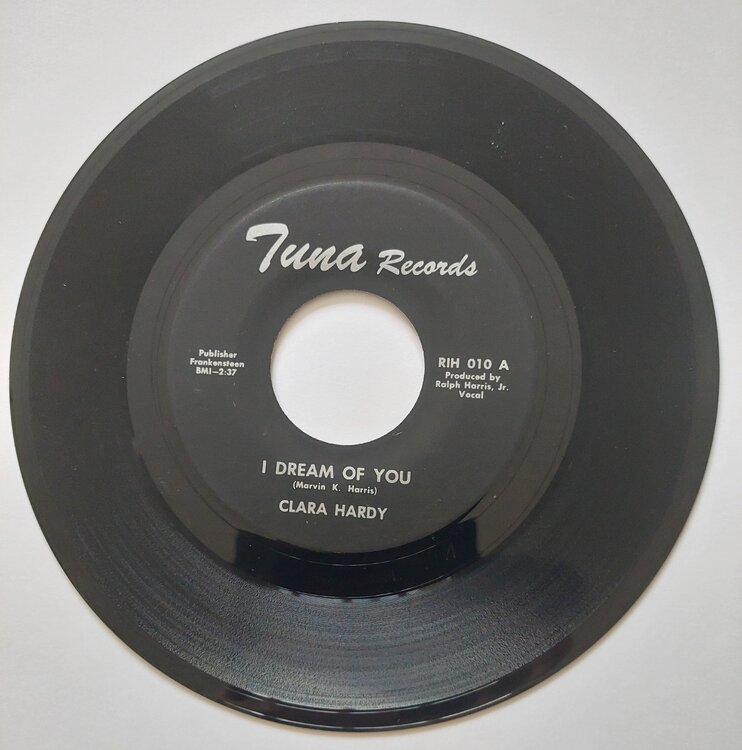 Tuna Records
Publisher
Frankensteen
BMI—2:37
RIH 010 A
Produced by
Ralph Harris, Jr.
Vocal
I DREAM OF YOU
(Marvin K. Harris)
CLARA HARDY